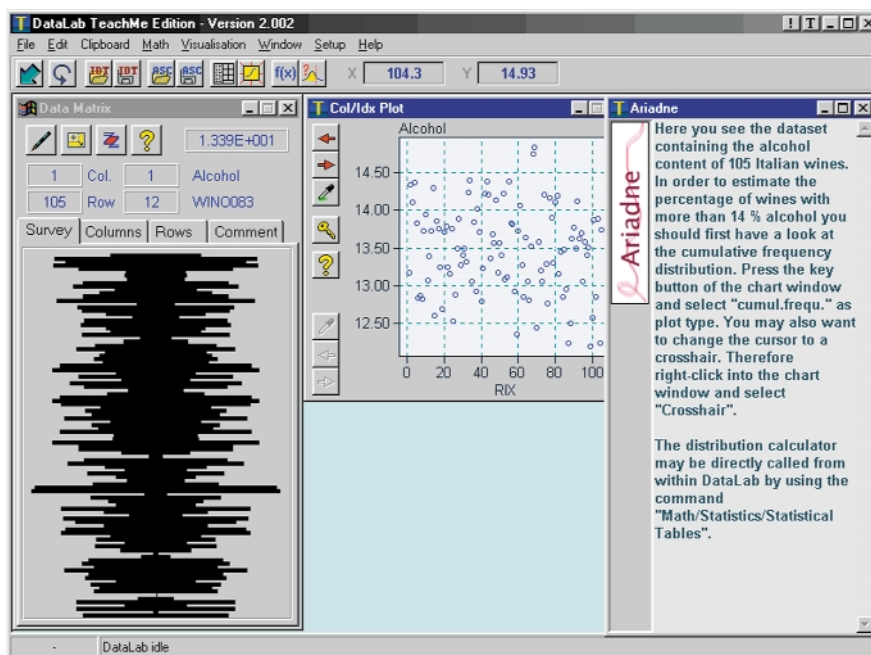 DataLab TeachMe Edition - Version 2.002
File Edit Clipboard Math Visualisation Window Setup Help
IDT IDT ASC ASC f(x) X 104.3 Y 14.93
Data Matrix
1.339E+001
1 Col. 1 Alcohol
105 Row 12 WINO083
Survey Columns Rows Comment
Col/Idx Plot
Alcohol
14.50
14.00
13.50
13.00
12.50
0 20 40 60 80 100
RIX
Ariadne
Ariadne
Here you see the dataset
containing the alcohol
content of 105 Italian wines.
In order to estimate the
percentage of wines with
more than 14 % alcohol you
should first have a look at
the cumulative frequency
distribution. Press the key
button of the chart window
and select "cumul.frequ." as
plot type. You may also want
to change the cursor to a
crosshair. Therefore
right-click into the chart
window and select
"Crosshair".
The distribution calculator
may be directly called from
within DataLab by using the
command
"Math/Statistics/Statistical
Tables".
- DataLab idle